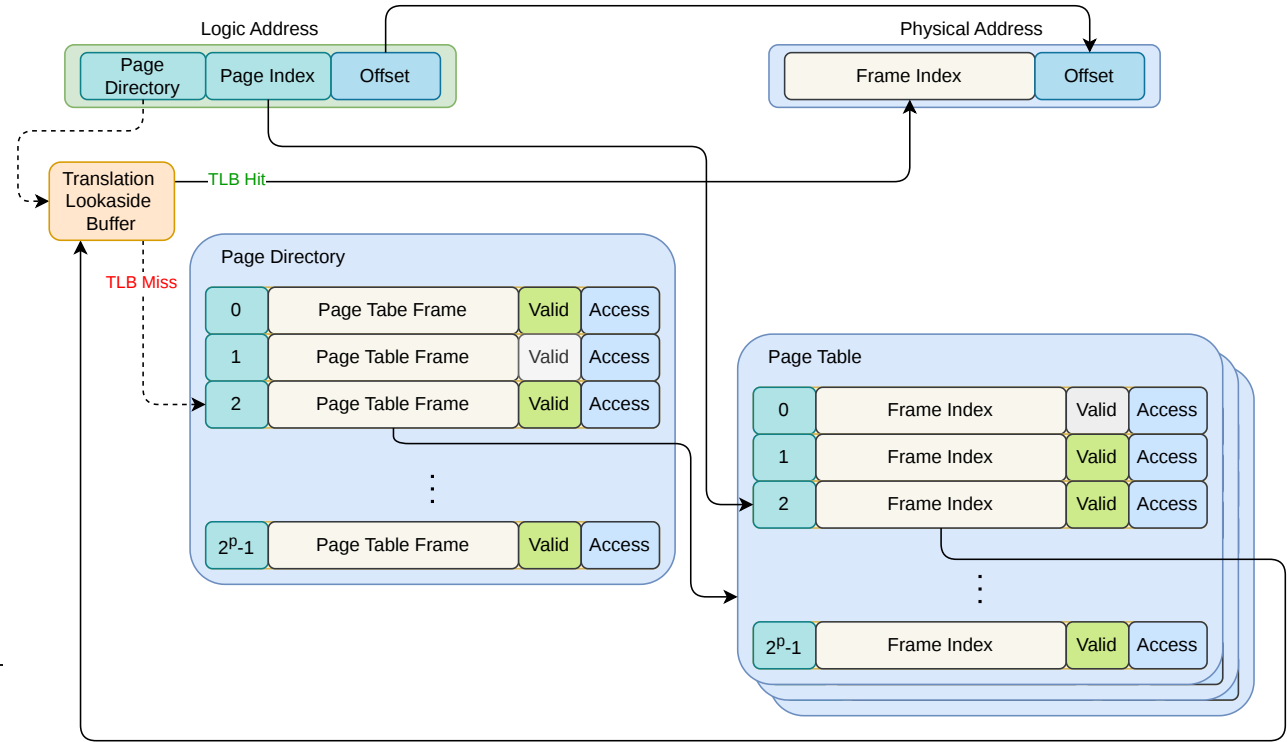 Logic Address
Physical Address
Page
Directory
Page Index
Offset
Frame Index
Offset
Translation
Lookaside
Buffer
TLB Hit
TLB Miss
Page Directory
0 Page Tabe Frame Valid Access
1 Page Table Frame Valid Access
2 Page Table Frame Valid Access
⋮
2ᵖ-1 Page Table Frame Valid Access
Page Table
0 Frame Index Valid Access
1 Frame Index Valid Access
2 Frame Index Valid Access
⋮
2ᵖ-1 Frame Index Valid Access